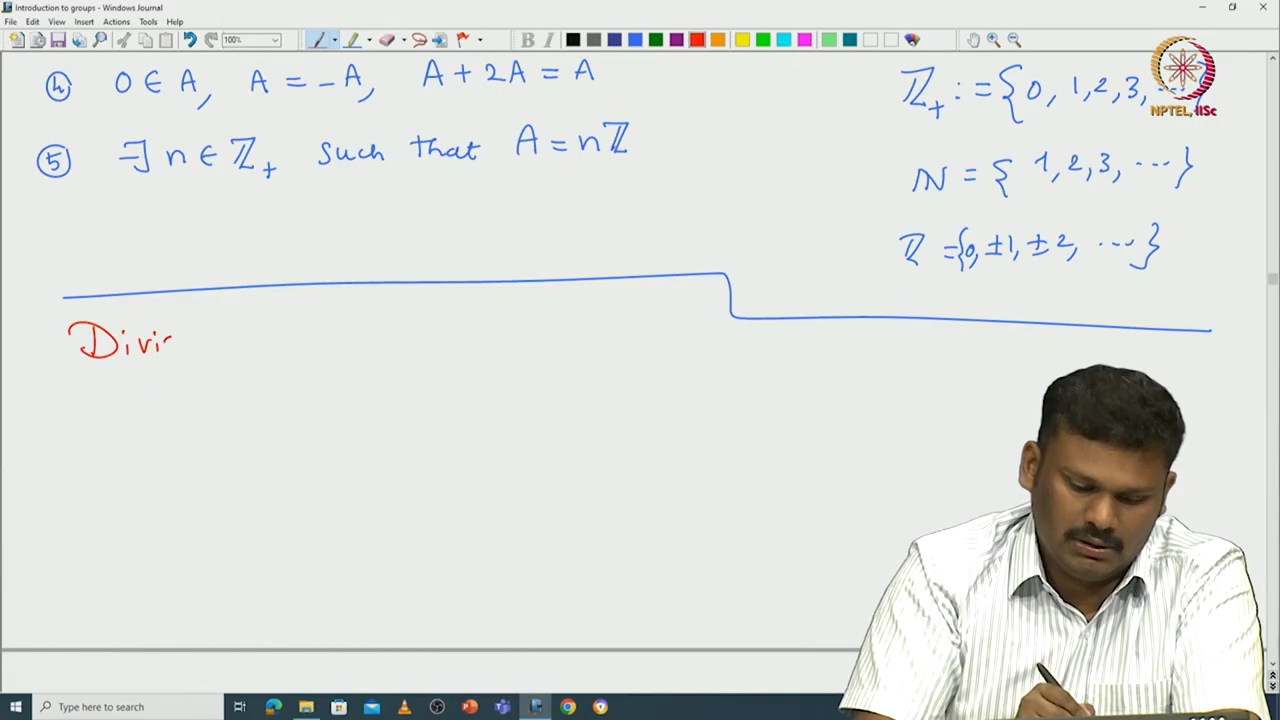 Introduction to groups - Windows Journal
File Edit View Insert Actions Tools Help
100%
B I
④ 0 ∈ A, A = -A, A + 2A = A
⑤ ∃ n ∈ ℤ₊ such that A = nℤ
ℤ₊ := {0, 1, 2, 3, ...}
ℕ = {1, 2, 3, ...}
ℤ = {0, ±1, ±2, ...}
NPTEL, IISc
Divi
Type here to search